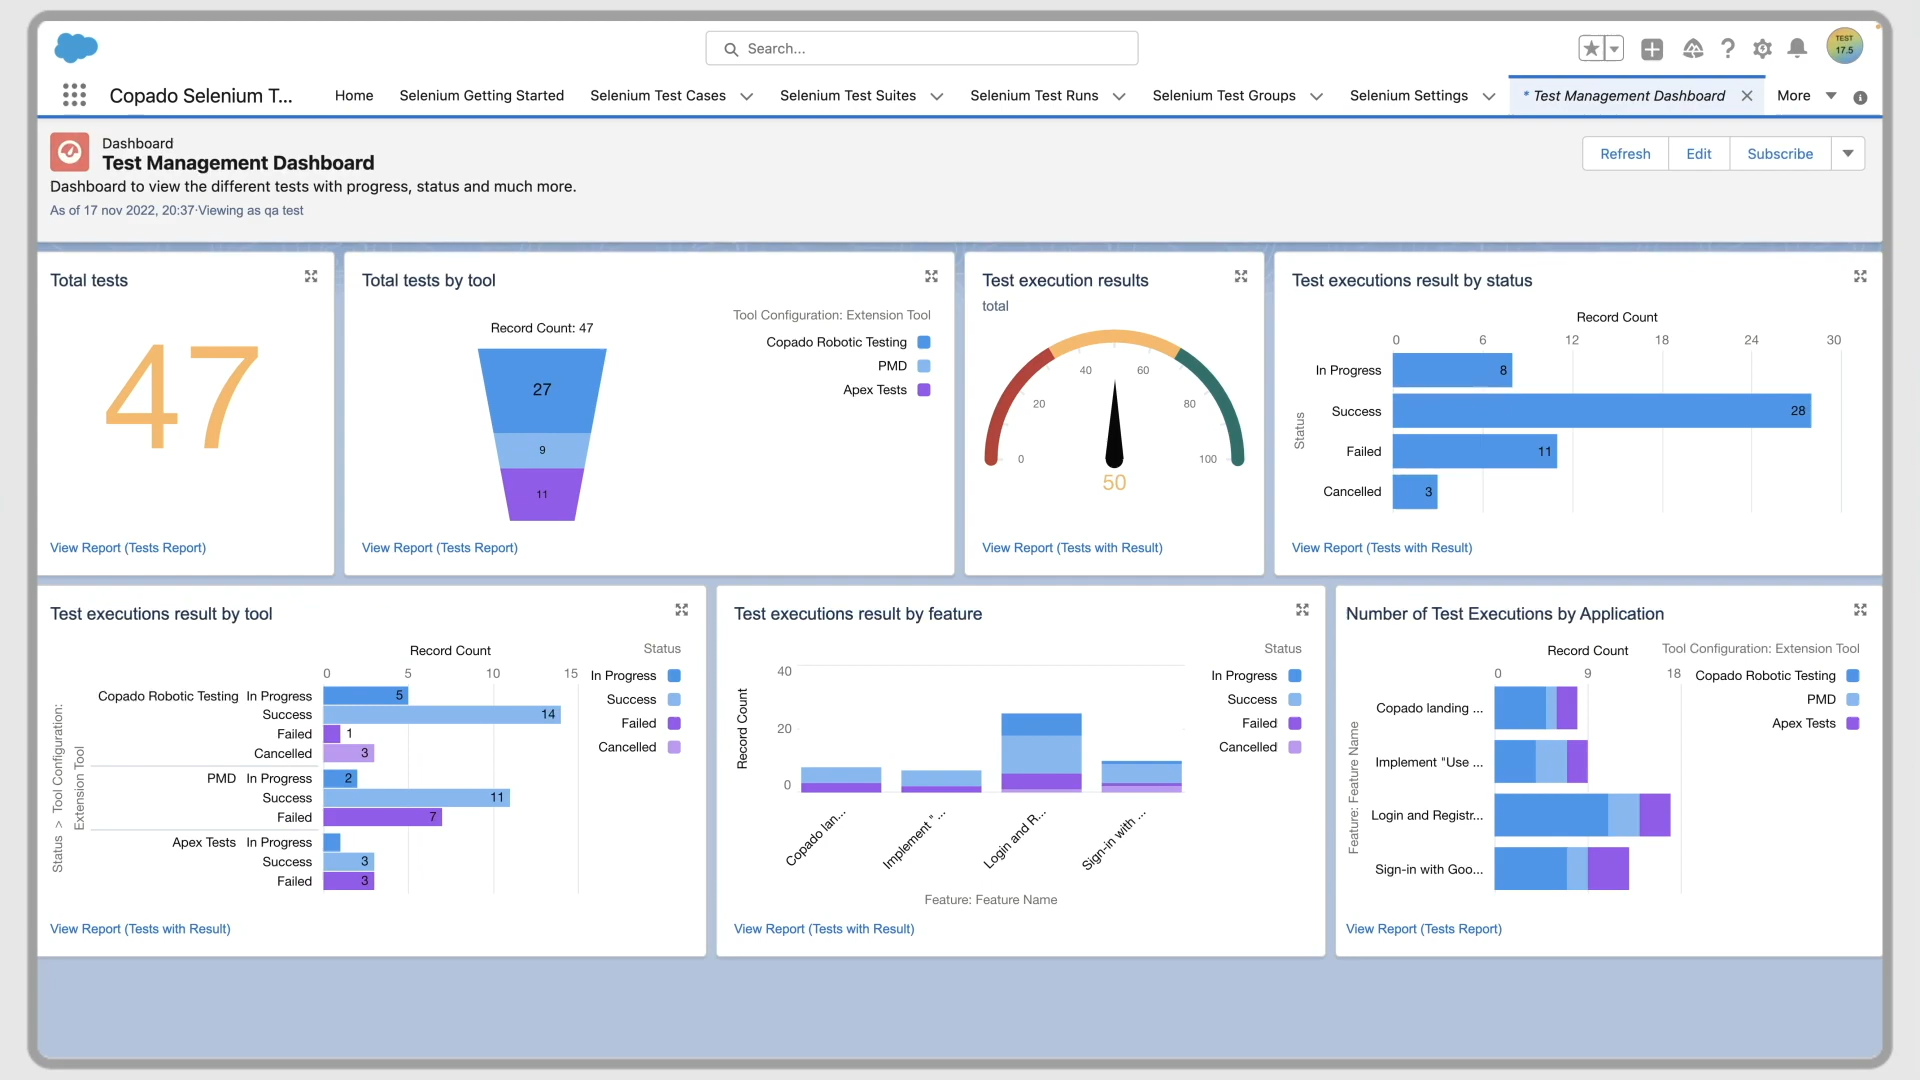 Search...
TEST
17.5
Copado Selenium T...
Home
Selenium Getting Started
Selenium Test Cases
Selenium Test Suites
Selenium Test Runs
Selenium Test Groups
Selenium Settings
* Test Management Dashboard
More
Dashboard
Test Management Dashboard
Dashboard to view the different tests with progress, status and much more.
As of 17 nov 2022, 20:37·Viewing as qa test
Refresh
Edit
Subscribe
Total tests
47
View Report (Tests Report)
Total tests by tool
Record Count: 47
27
9
11
Tool Configuration: Extension Tool
Copado Robotic Testing
PMD
Apex Tests
View Report (Tests Report)
Test execution results
total
0
20
40
60
80
100
50
View Report (Tests with Result)
Test executions result by status
Record Count
0 6 12 18 24 30
Status
In Progress 8
Success 28
Failed 11
Cancelled 3
View Report (Tests with Result)
Test executions result by tool
Record Count
0 5 10 15
Status > Tool Configuration:
Extension Tool
Copado Robotic Testing In Progress 5
Success 14
Failed 1
Cancelled 3
PMD In Progress 2
Success 11
Failed 7
Apex Tests In Progress
Success 3
Failed 3
Status
In Progress
Success
Failed
Cancelled
View Report (Tests with Result)
Test executions result by feature
Record Count
40
20
0
Copado lan...
Implement "...
Login and R...
Sign-in with ...
Feature: Feature Name
Status
In Progress
Success
Failed
Cancelled
View Report (Tests with Result)
Number of Test Executions by Application
Record Count
0 9 18
Feature: Feature Name
Copado landing ...
Implement "Use ...
Login and Registr...
Sign-in with Goo...
Tool Configuration: Extension Tool
Copado Robotic Testing
PMD
Apex Tests
View Report (Tests Report)